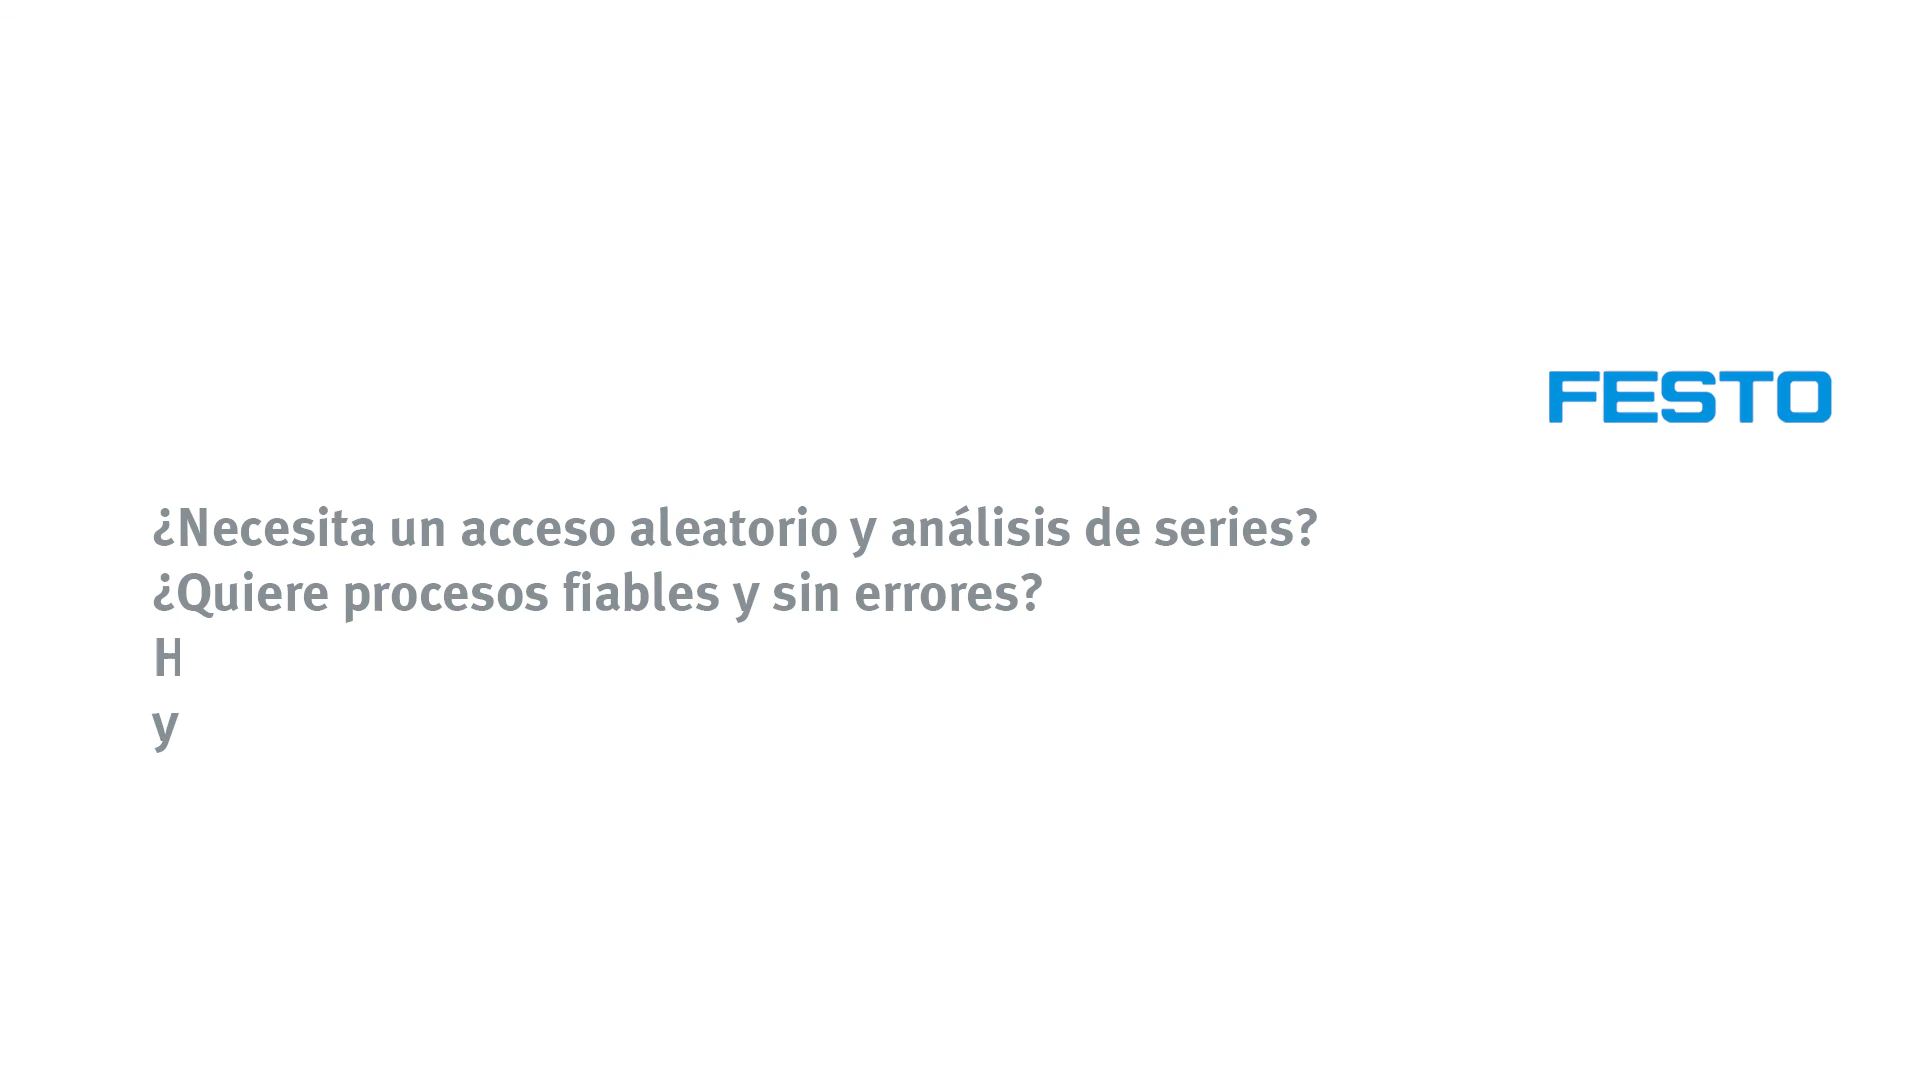 FESTO
¿Necesita un acceso aleatorio y análisis de series?
¿Quiere procesos fiables y sin errores?
H
y